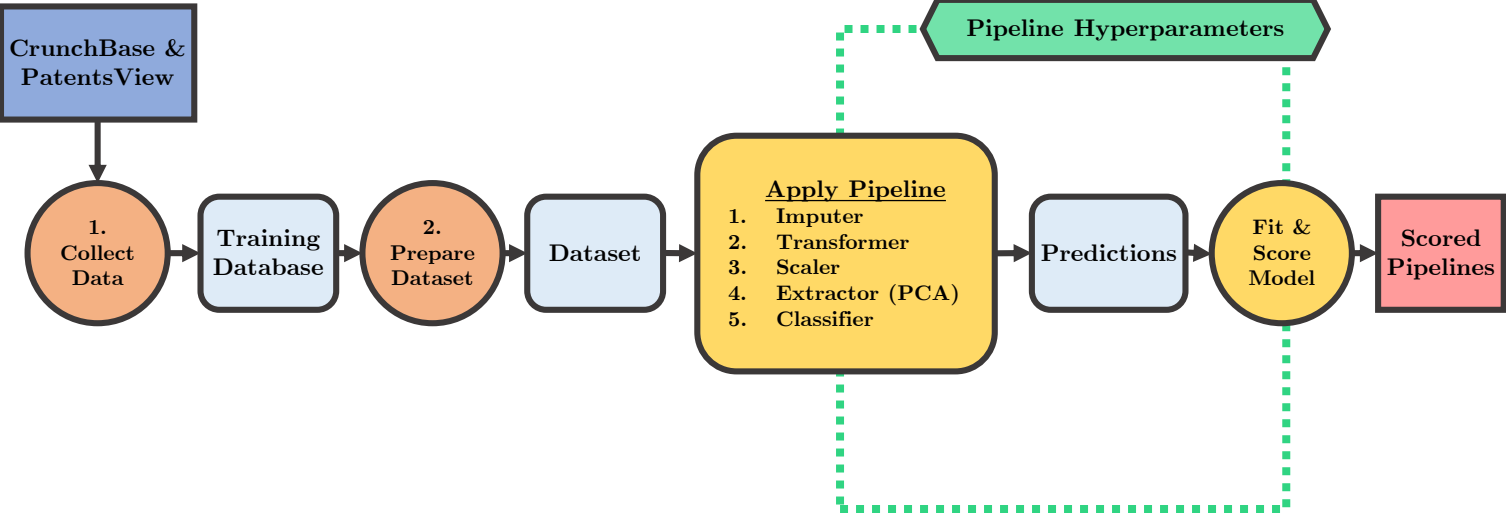 CrunchBase &
PatentsView
Pipeline Hyperparameters
1.
Collect
Data
Training
Database
2.
Prepare
Dataset
Dataset
Apply Pipeline
1. Imputer
2. Transformer
3. Scaler
4. Extractor (PCA)
5. Classifier
Predictions
Fit &
Score
Model
Scored
Pipelines